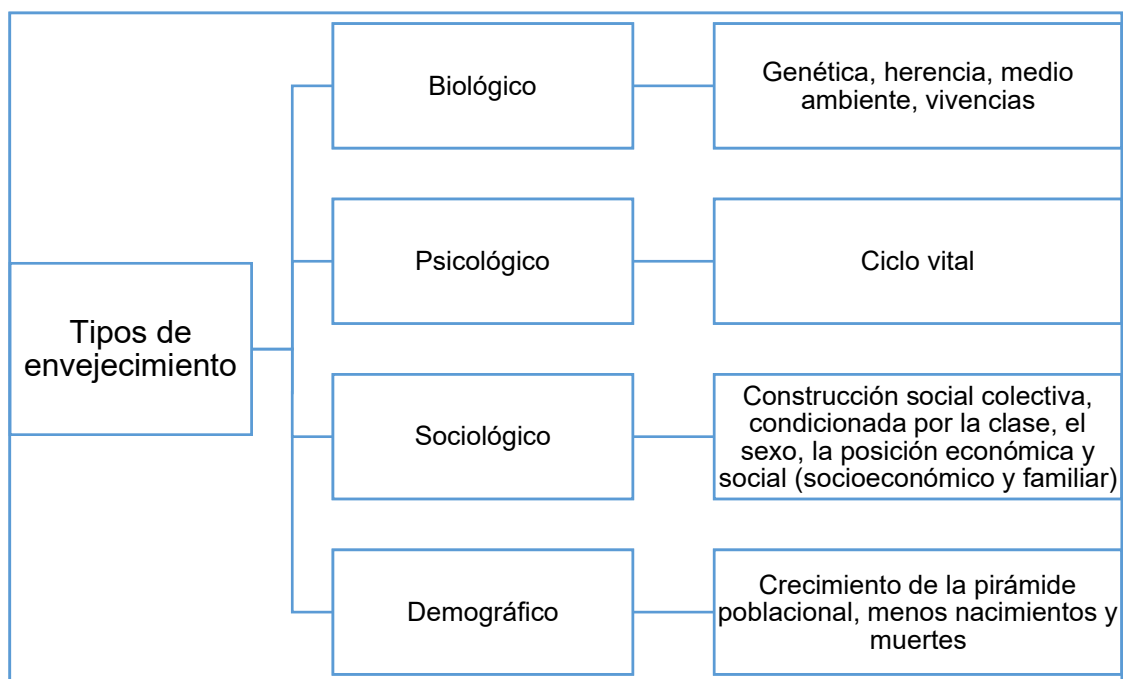 Tipos de
envejecimiento
Biológico
Genética, herencia, medio
ambiente, vivencias
Psicológico
Ciclo vital
Sociológico
Construcción social colectiva,
condicionada por la clase, el
sexo, la posición económica y
social (socioeconómico y familiar)
Demográfico
Crecimiento de la pirámide
poblacional, menos nacimientos y
muertes